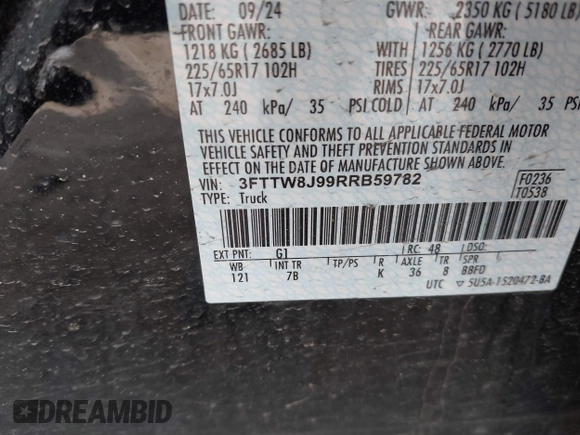 DATE: 09/24 GVWR: 2350 KG ( 5180 LB)
FRONT GAWR: REAR GAWR:
1218 KG ( 2685 LB) WITH 1256 KG ( 2770 LB)
225/65R17 102H TIRES 225/65R17 102H
17x7.0J RIMS 17x7.0J
AT 240 kPa/ 35 PSI COLD AT 240 kPa/ 35 PSI
THIS VEHICLE CONFORMS TO ALL APPLICABLE FEDERAL MOTOR
VEHICLE SAFETY AND THEFT PREVENTION STANDARDS IN
EFFECT ON THE DATE OF MANUFACTURE SHOWN ABOVE.
VIN: 3FTTW8J99RRB59782 F0236
TYPE: Truck T0538
EXT PNT: G1 RC: 48 DSO:
WB INT TR TP/PS R AXLE TR SPR
121 7B K 36 8 BBFD
UTC ▽ 5U5A-1520472-BA
DREAMBID